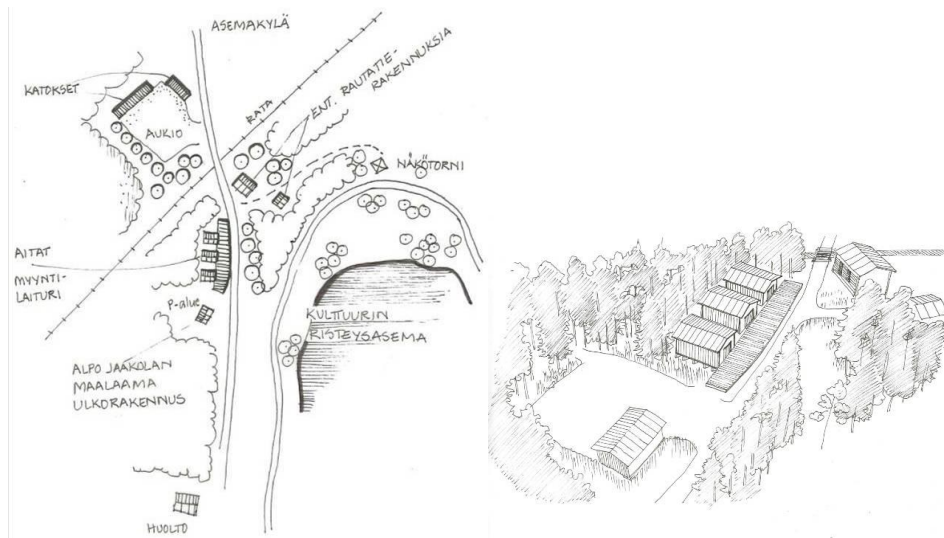 ASEMAKYLÄ
KATOKSET
RATA
ENT. RAUTATIE-
RAKENNUKSIA
AUKIO
NÄKÖTORNI
AITAT
MYYNTI-
LAITURI
P-alue
KULTTUURIN
RISTEYSASEMA
ALPO JAAKOLAN
MAALAAMA
ULKORAKENNUS
HUOLTO